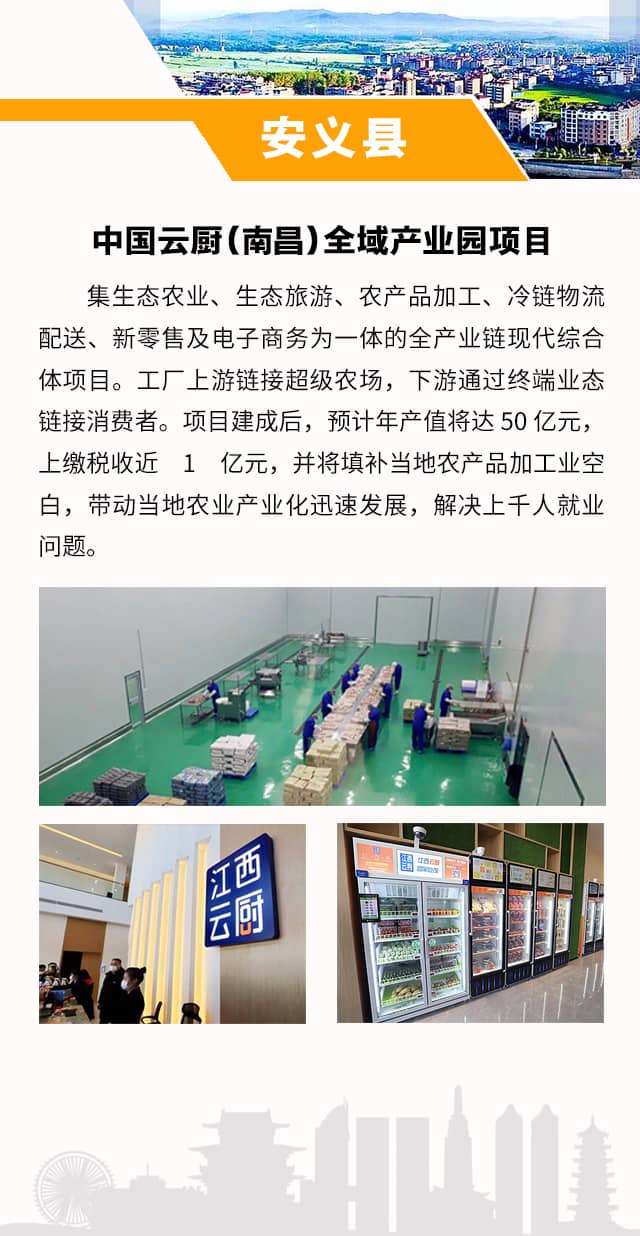 安义县
中国云厨(南昌)全域产业园项目
集生态农业、生态旅游、农产品加工、冷链物流
配送、新零售及电子商务为一体的全产业链现代综合
体项目。工厂上游链接超级农场，下游通过终端业态
链接消费者。项目建成后，预计年产值将达 50 亿元，
上缴税收近 1 亿元，并将填补当地农产品加工业空
白，带动当地农业产业化迅速发展，解决上千人就业
问题。
江西
云厨
江西
云厨
江西云厨